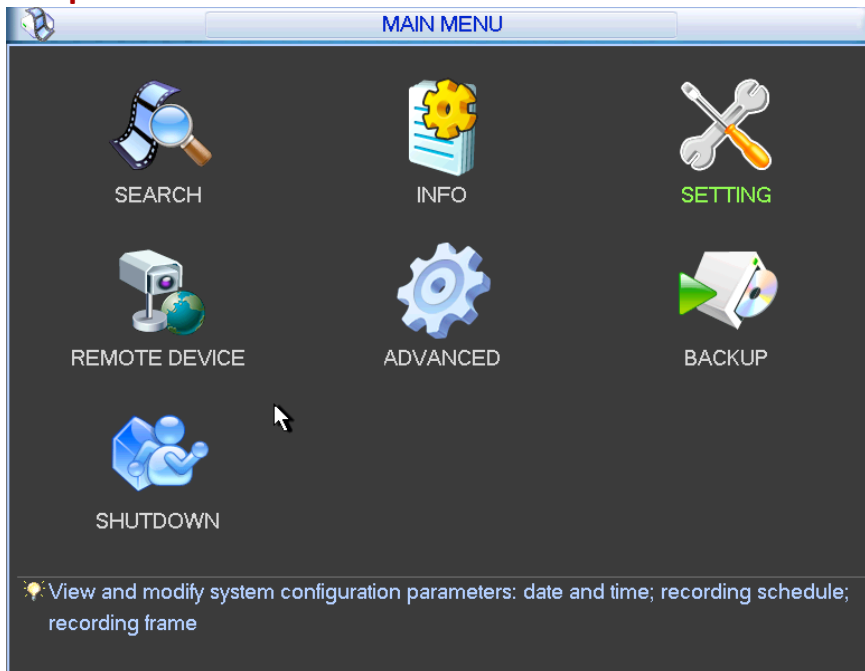 MAIN MENU
SEARCH
INFO
SETTING
REMOTE DEVICE
ADVANCED
BACKUP
SHUTDOWN
View and modify system configuration parameters: date and time; recording schedule;
recording frame